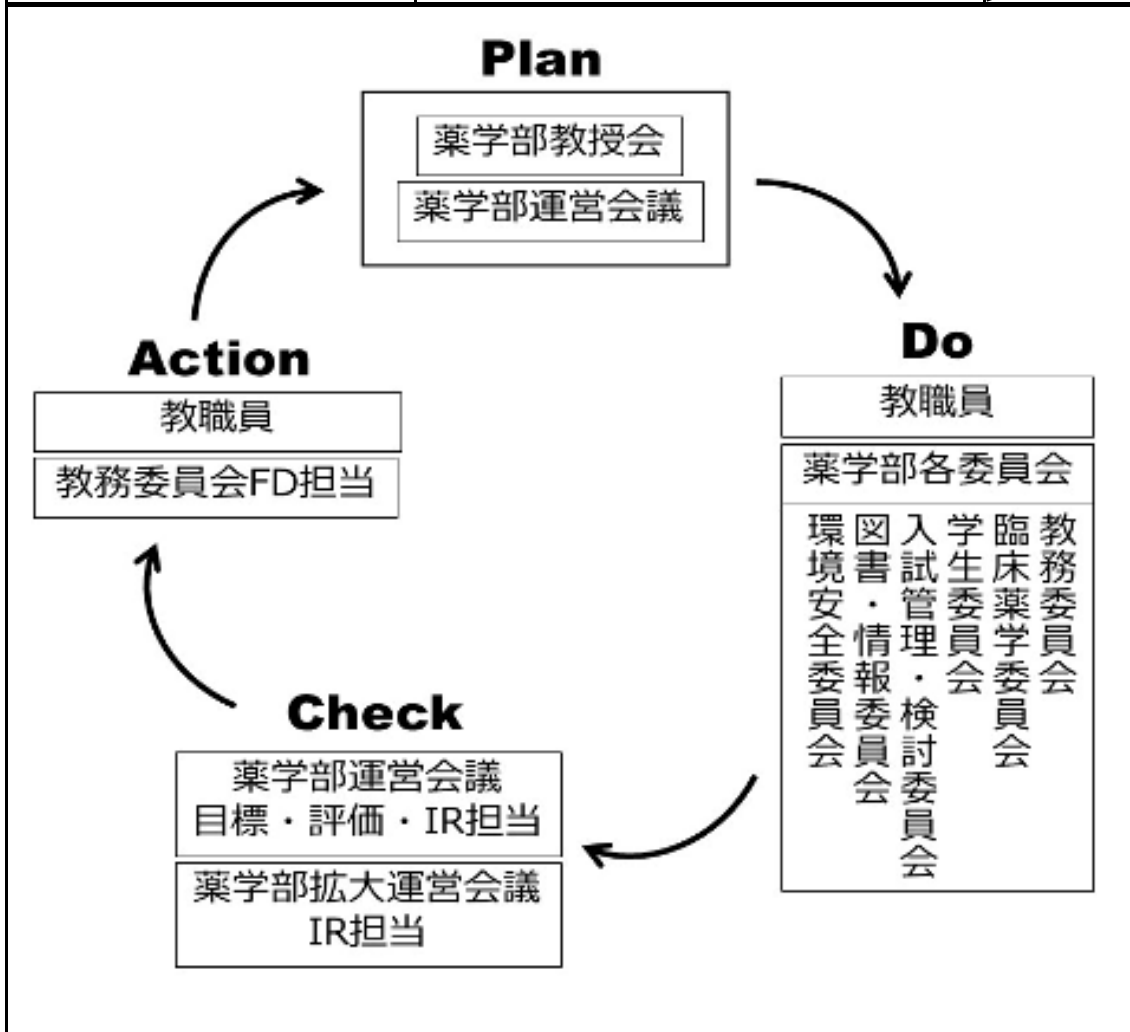 Plan
薬学部教授会
薬学部運営会議
Do
教職員
薬学部各委員会
教務委員会
臨床薬学委員会
学生委員会
入試管理・検討委員会
図書・情報委員会
環境安全委員会
Check
薬学部運営会議
目標・評価・IR担当
薬学部拡大運営会議
IR担当
Action
教職員
教務委員会FD担当